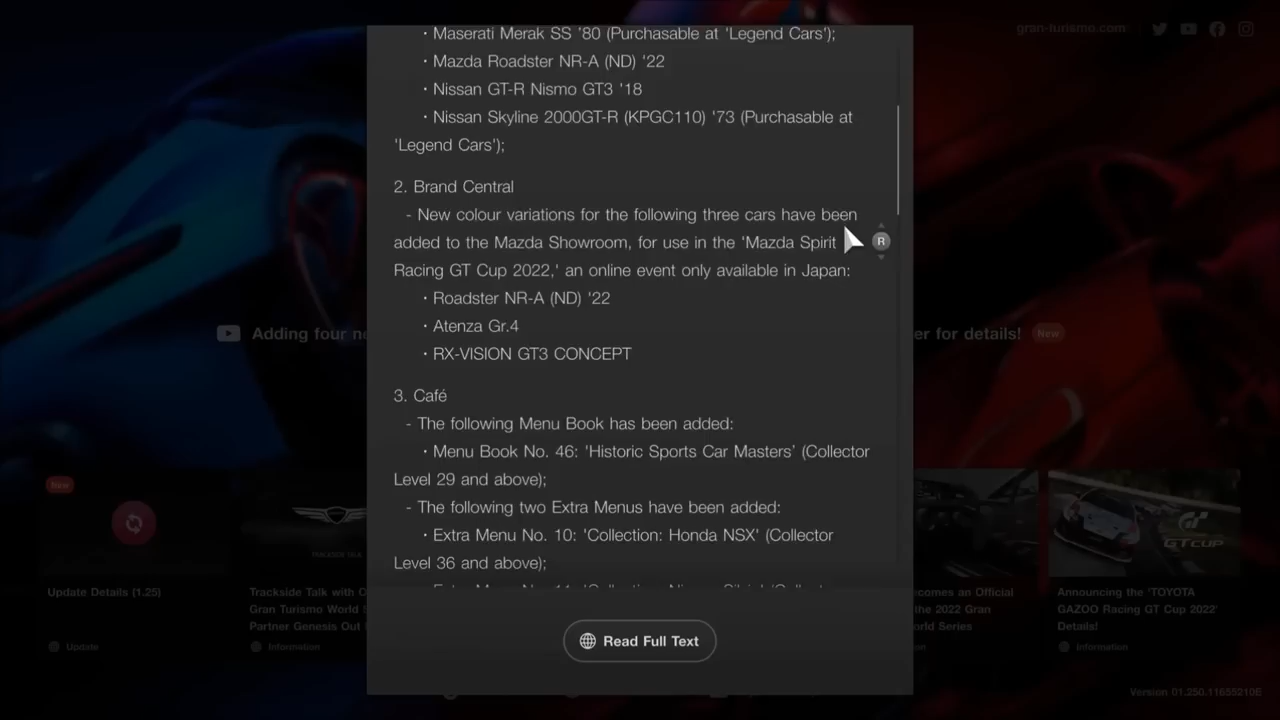 gran-turismo.com
· Maserati Merak SS '80 (Purchasable at 'Legend Cars');
· Mazda Roadster NR-A (ND) '22
· Nissan GT-R Nismo GT3 '18
· Nissan Skyline 2000GT-R (KPGC110) '73 (Purchasable at
'Legend Cars');
2. Brand Central
- New colour variations for the following three cars have been
added to the Mazda Showroom, for use in the 'Mazda Spirit
Racing GT Cup 2022,' an online event only available in Japan:
R
· Roadster NR-A (ND) '22
· Atenza Gr.4
· RX-VISION GT3 CONCEPT
Adding four ne
er for details!
New
3. Café
- The following Menu Book has been added:
· Menu Book No. 46: 'Historic Sports Car Masters' (Collector
Level 29 and above);
- The following two Extra Menus have been added:
· Extra Menu No. 10: 'Collection: Honda NSX' (Collector
Level 36 and above);
Read Full Text
New
Update Details (1.25)
Update
Trackside Talk with C
Gran Turismo World S
Partner Genesis Out
Information
comes an Official
the 2022 Gran
orld Series
GT CUP
Announcing the 'TOYOTA
GAZOO Racing GT Cup 2022'
Details!
Information
Version 01.250.11655210E